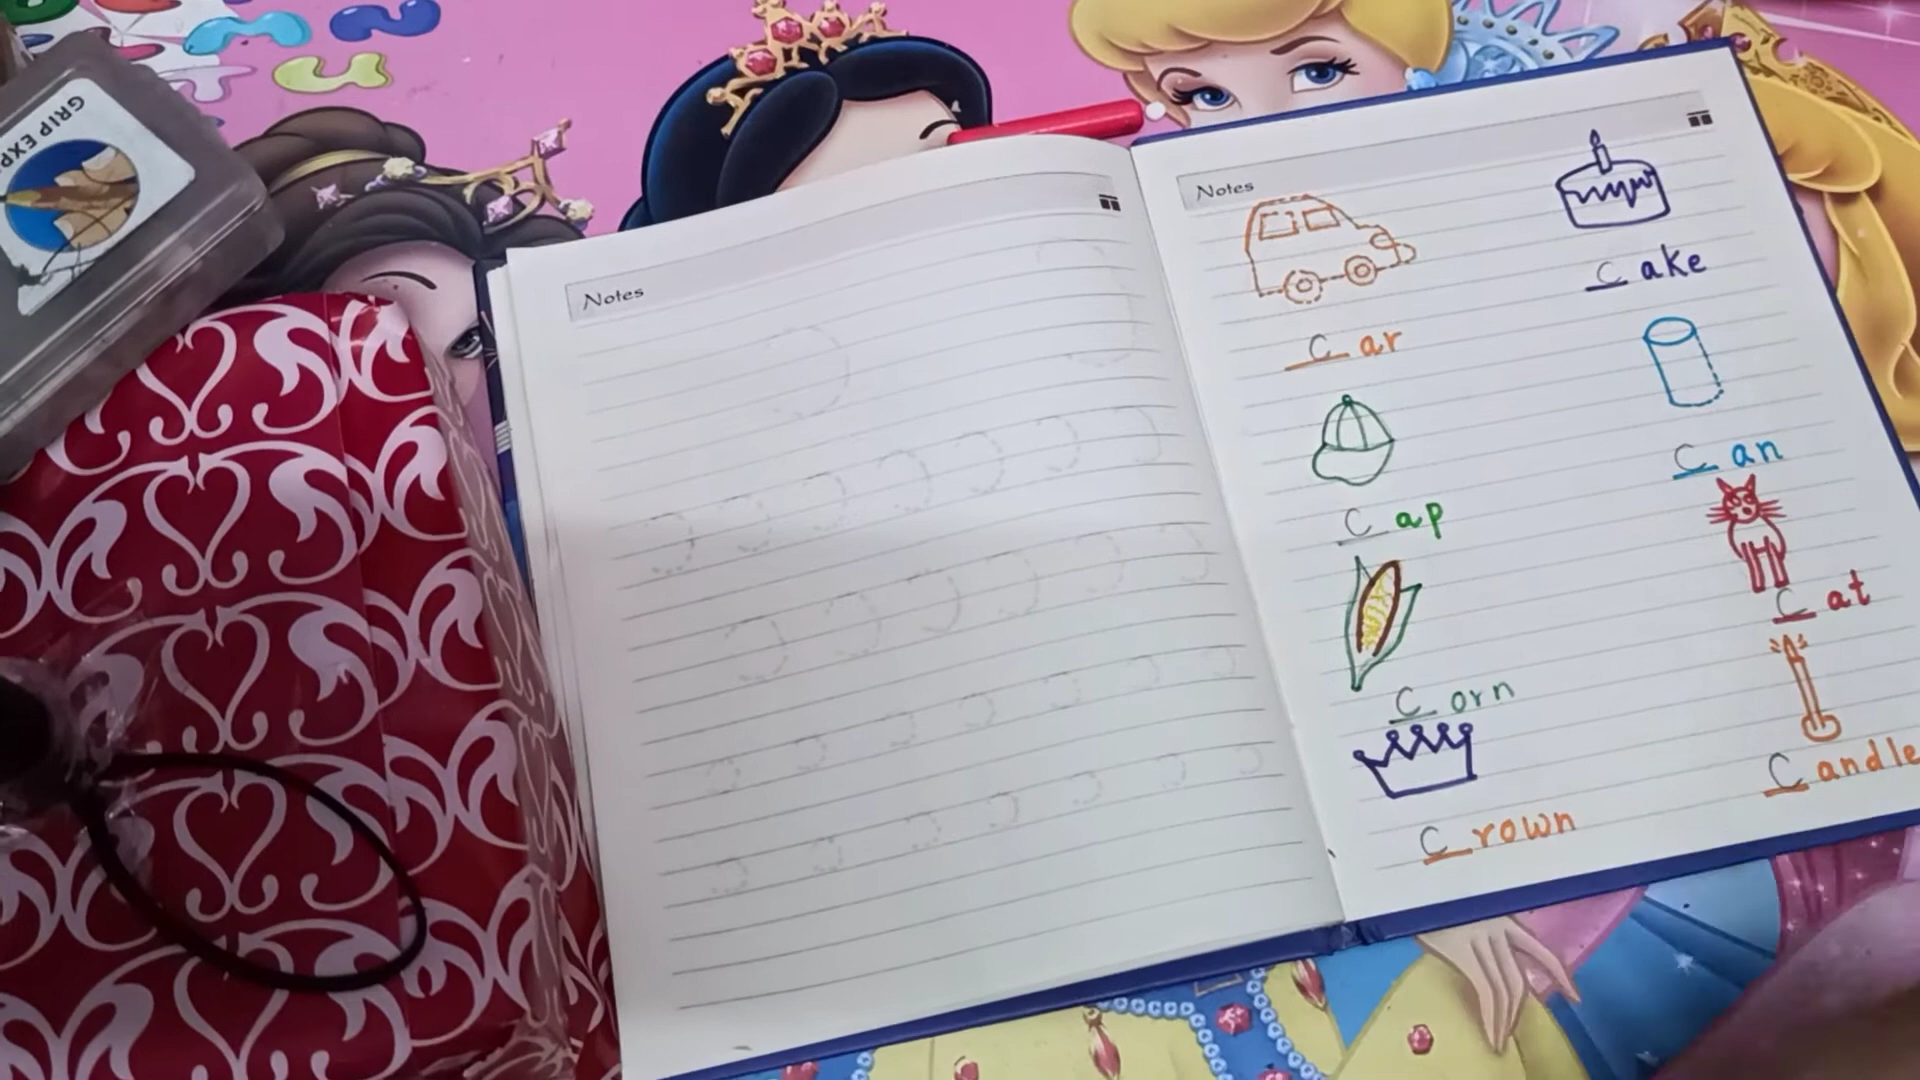 GRIP EXP
Notes
Notes
Car
Cake
Cap
Can
Corn
Cat
Crown
Candle